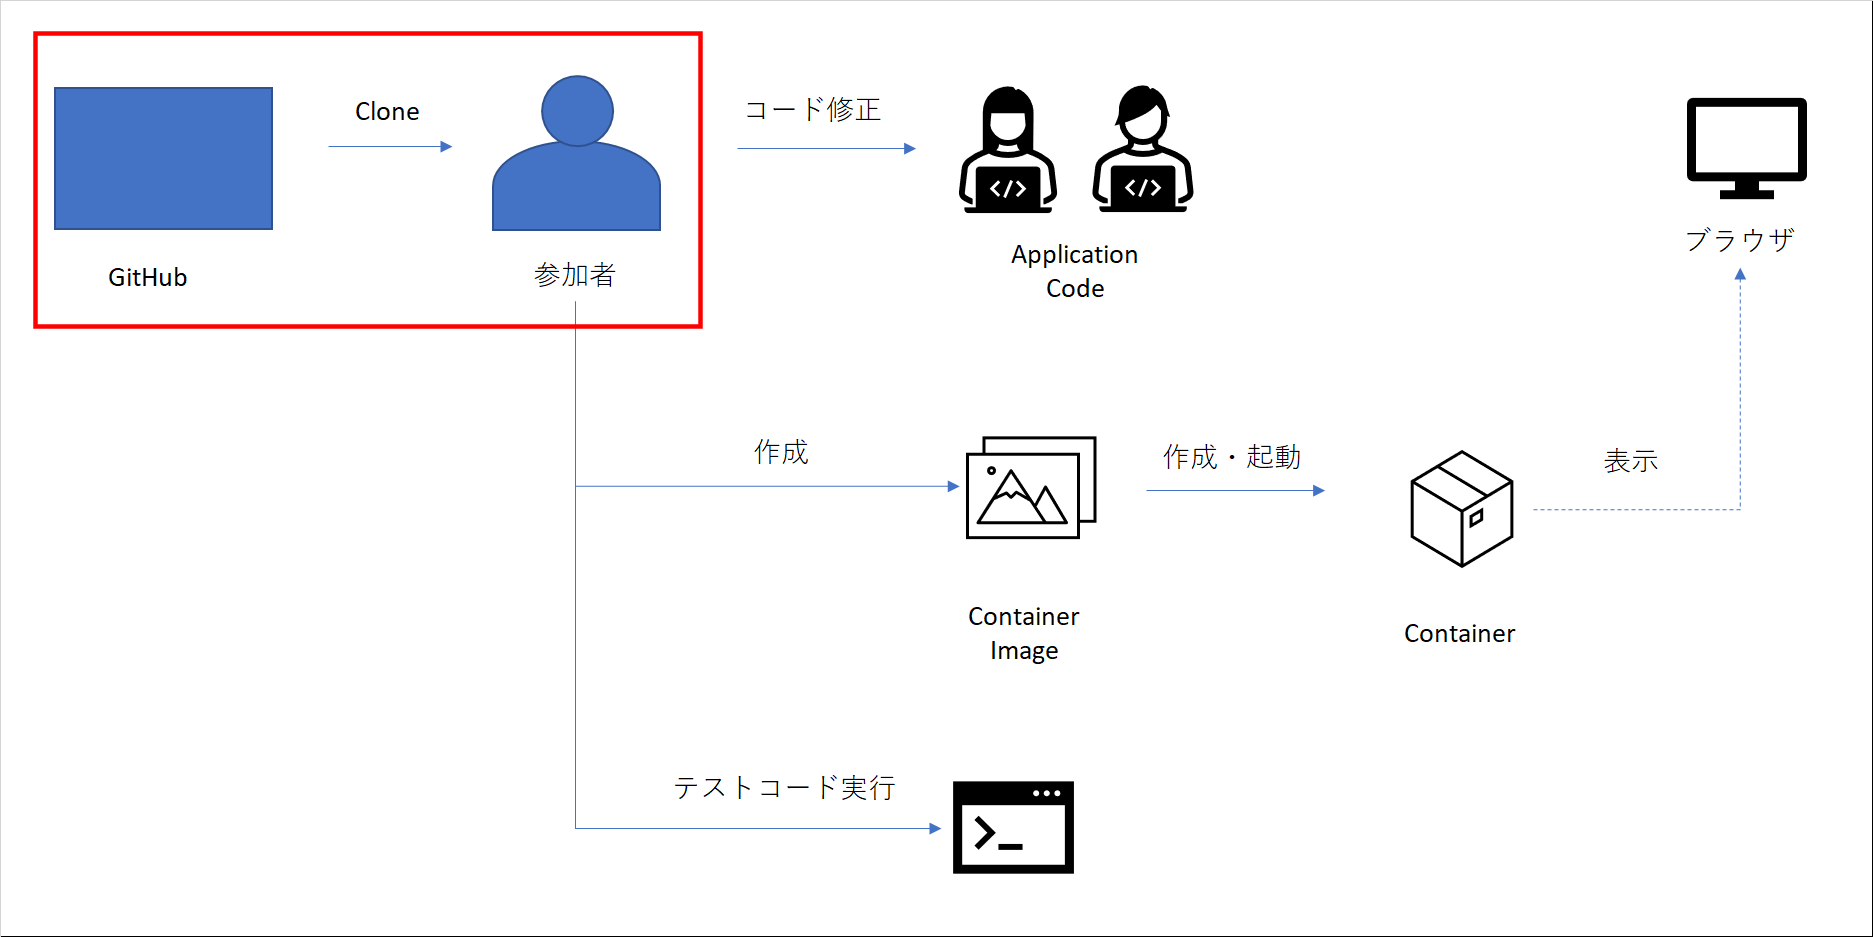 Clone
コード修正
GitHub
参加者
Application
Code
ブラウザ
作成
作成・起動
表示
Container
Image
Container
テストコード実行